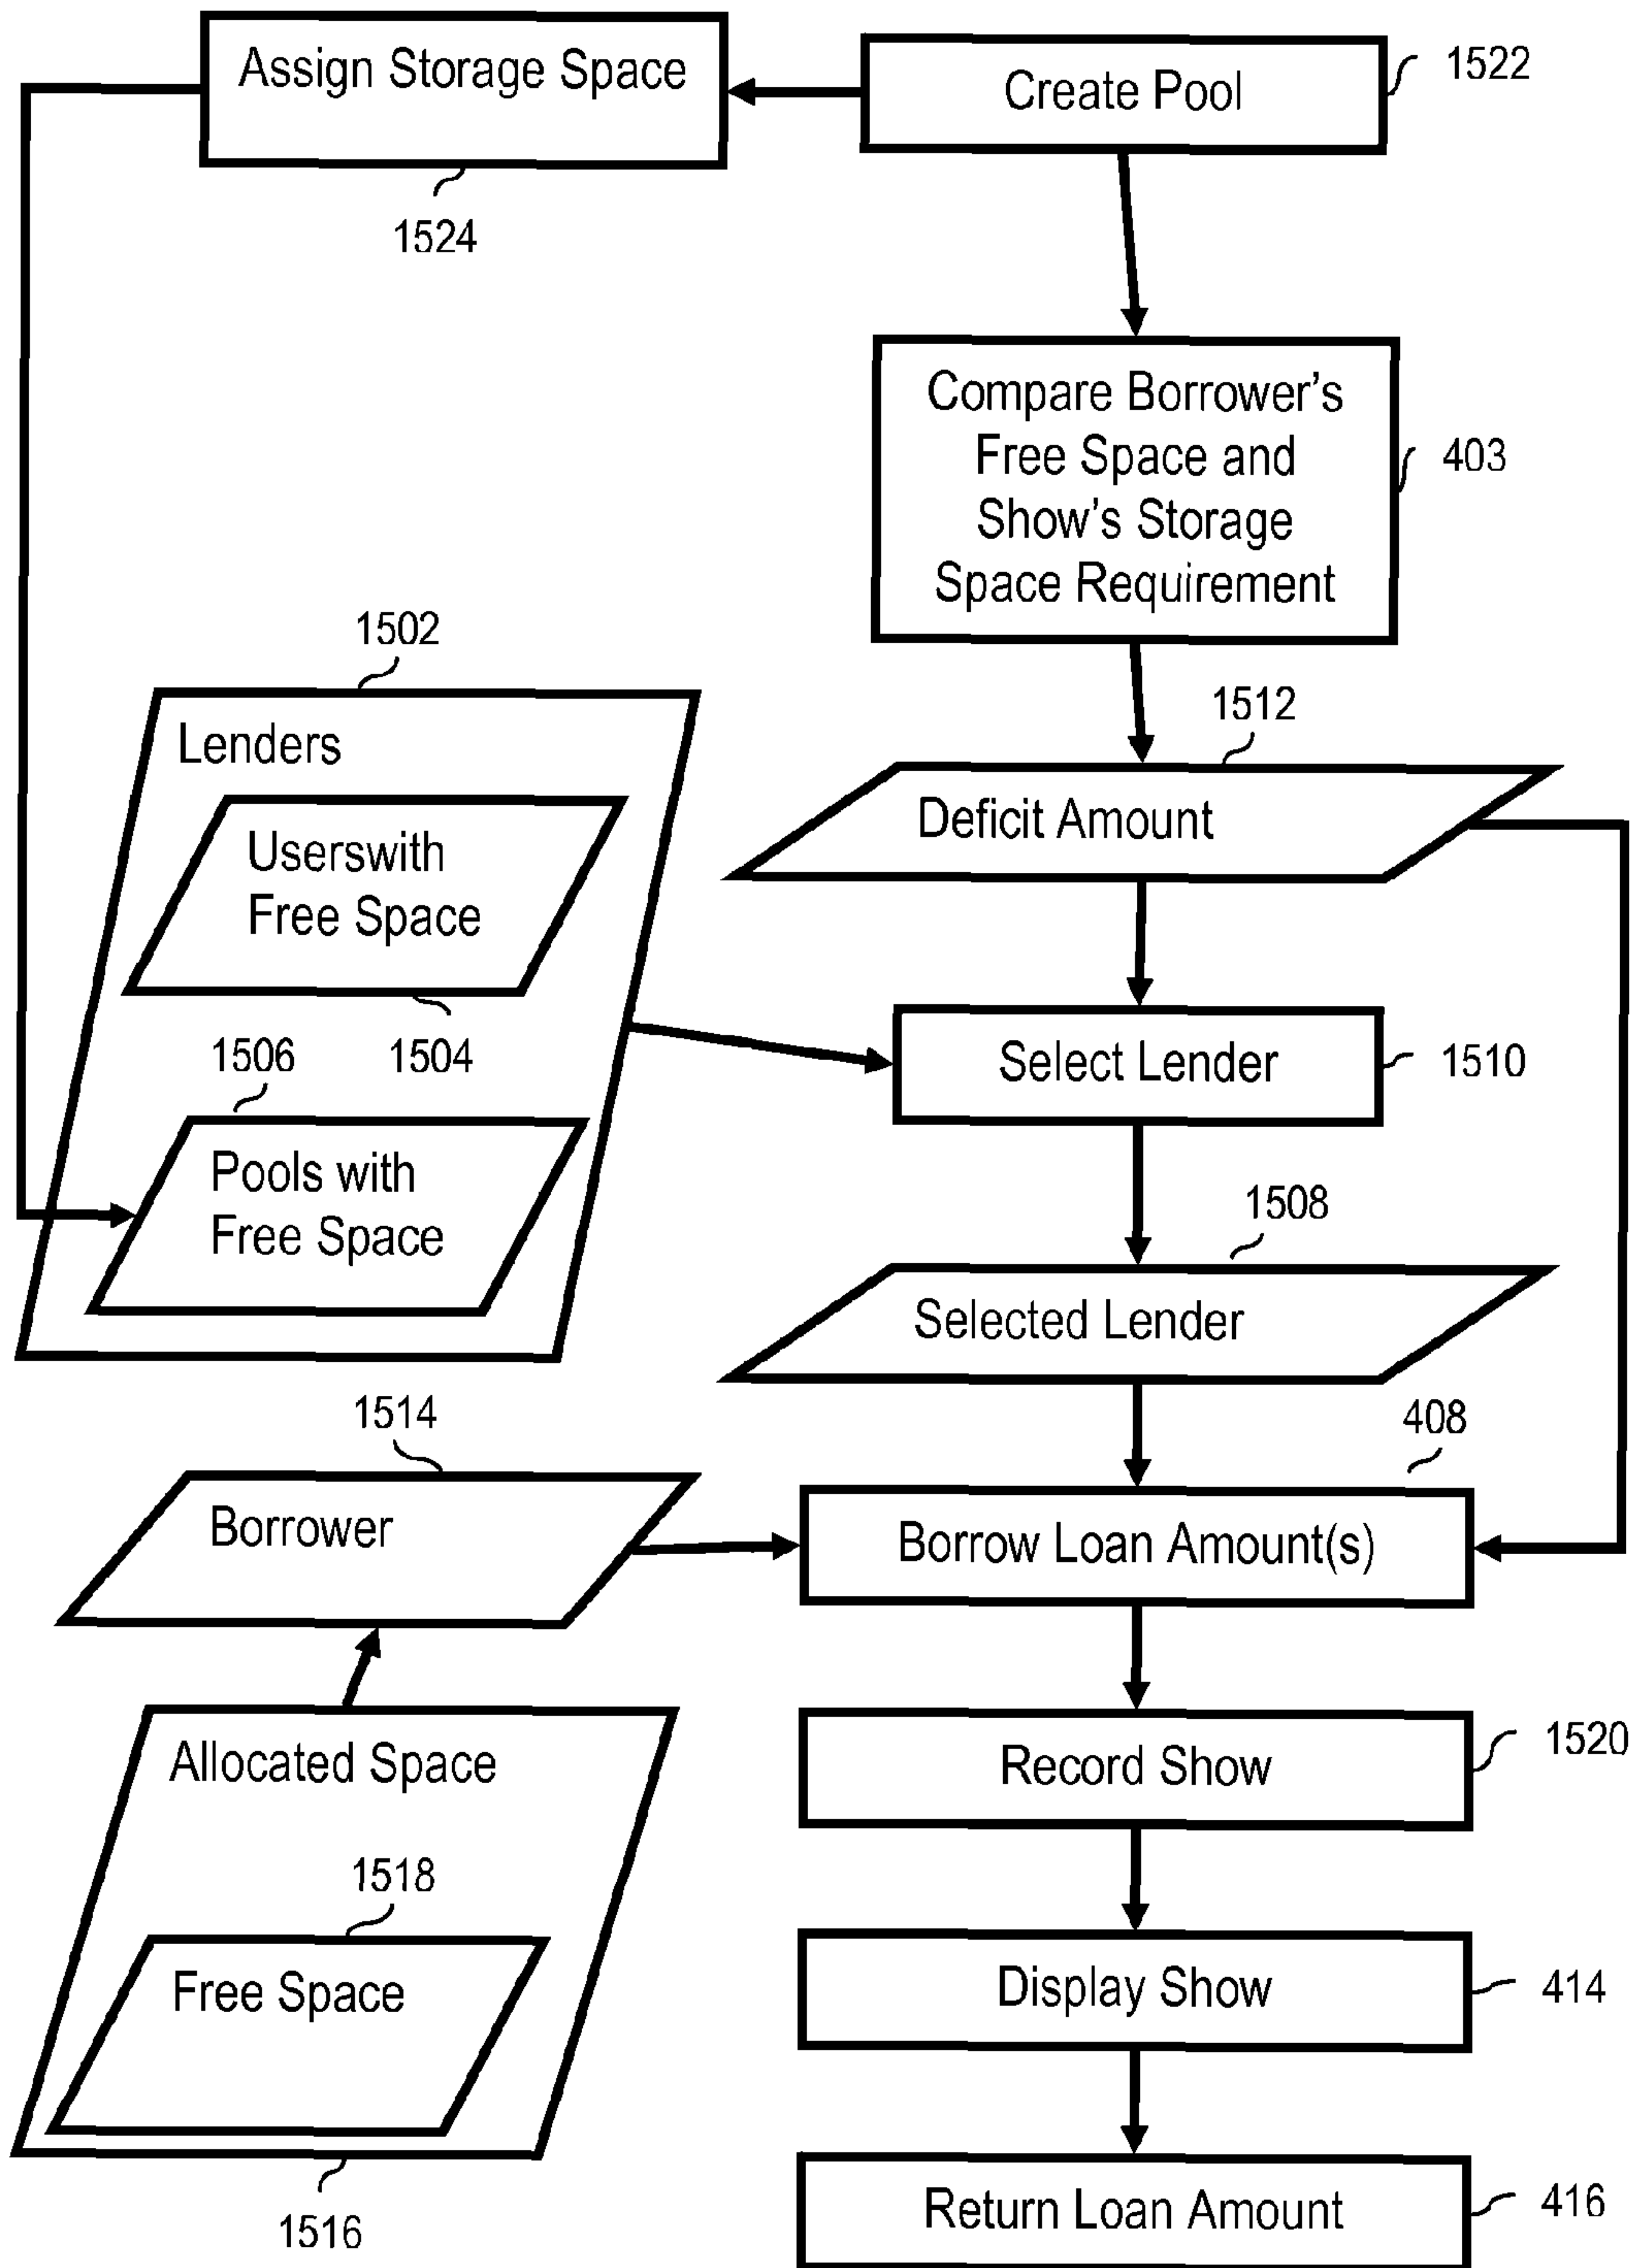 Assign Storage Space
Create Pool
1522
1524
Compare Borrower's
Free Space and
Show's Storage
Space Requirement
403
1502
Lenders
1512
Deficit Amount
Userswith
Free Space
1504
1506
Select Lender
1510
Pools with
Free Space
1508
Selected Lender
1514
408
Borrower
Borrow Loan Amount(s)
Allocated Space
Record Show
1520
1518
Free Space
Display Show
414
1516
Return Loan Amount
416